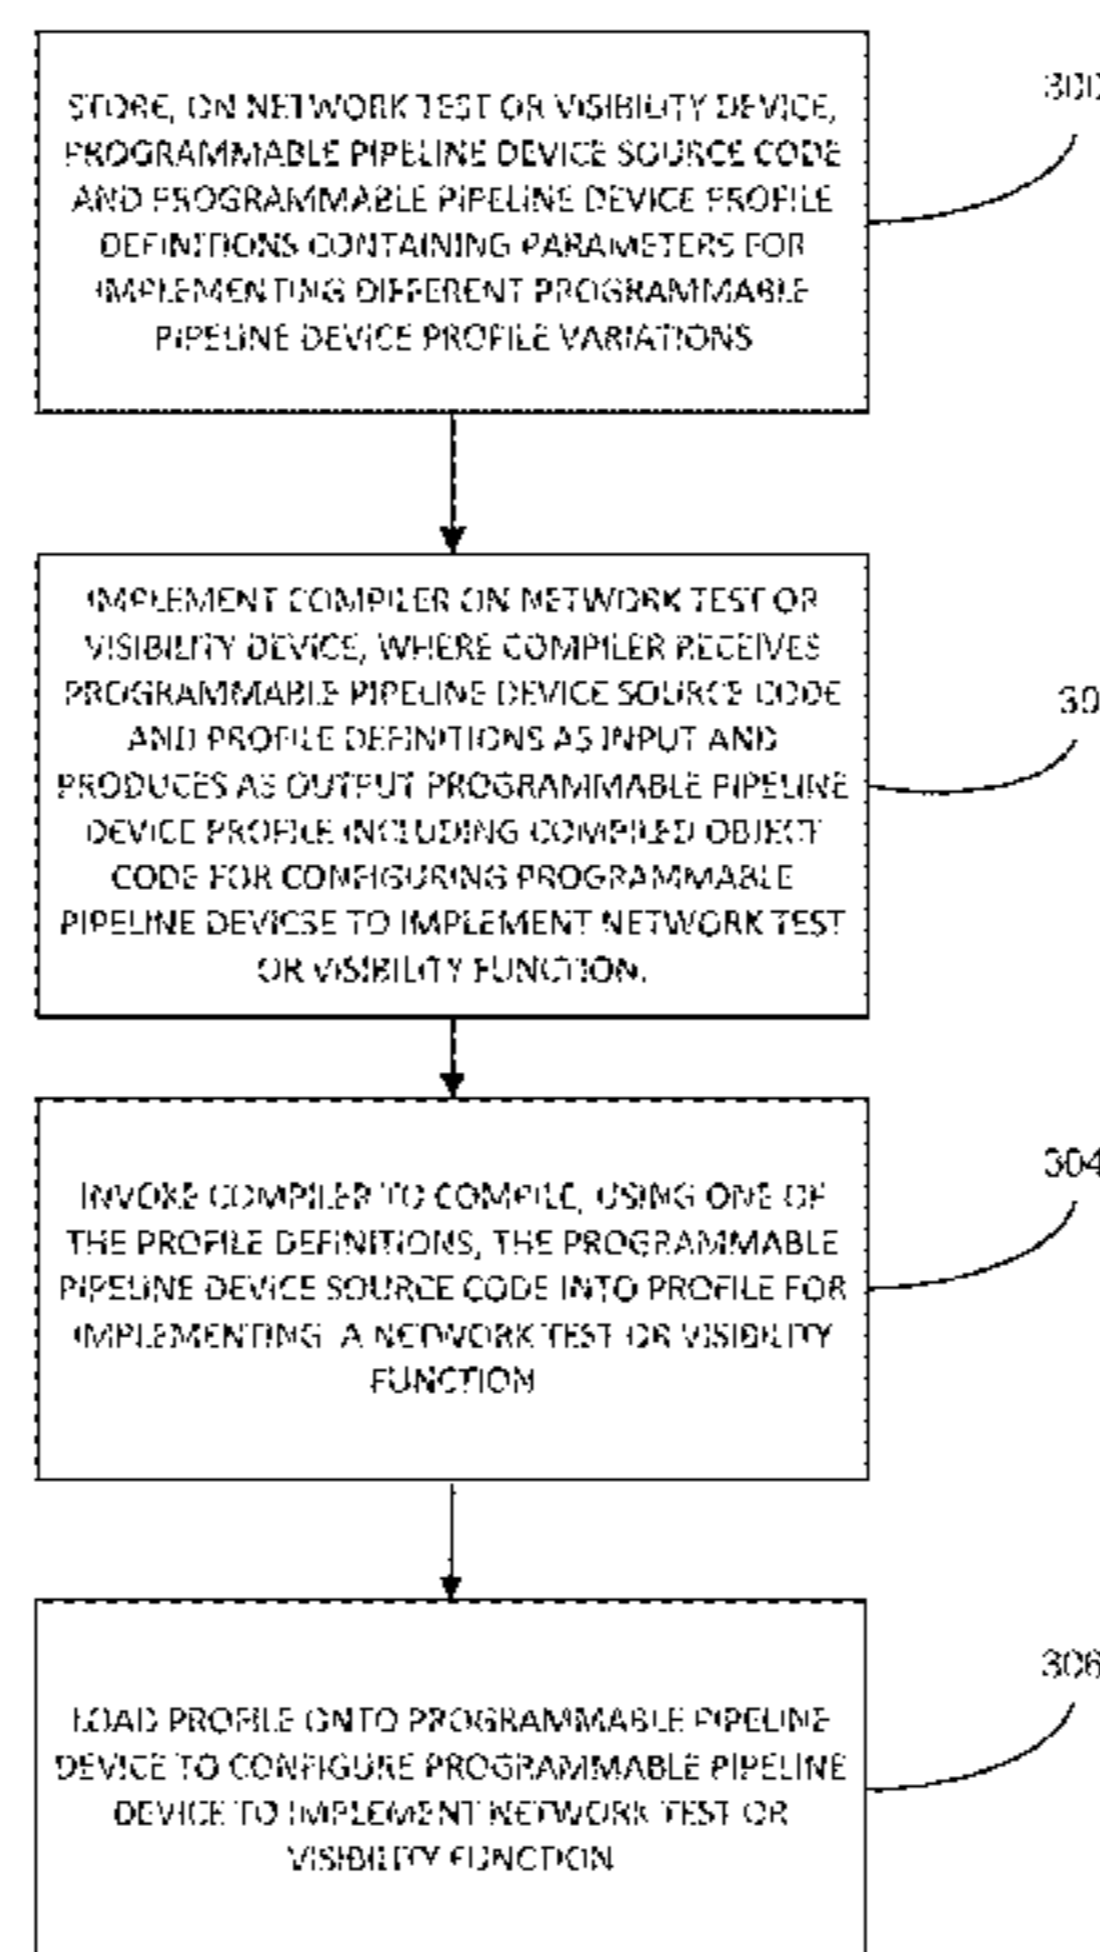 STORE, ON NETWORK TEST OR VISIBILITY DEVICE,
PROGRAMMABLE PIPELINE DEVICE SOURCE CODE
AND PROGRAMMABLE PIPELINE DEVICE PROFILE
DEFINITIONS CONTAINING PARAMETERS FOR
IMPLEMENTING DIFFERENT PROGRAMMABLE
PIPELINE DEVICE PROFILE VARIATIONS
300
IMPLEMENT COMPILER ON NETWORK TEST OR
VISIBILITY DEVICE, WHERE COMPILER RECEIVES
PROGRAMMABLE PIPELINE DEVICE SOURCE CODE
AND PROFILE DEFINITIONS AS INPUT AND
PRODUCES AS OUTPUT PROGRAMMABLE PIPELINE
DEVICE PROFILE INCLUDING COMPILED OBJECT
CODE FOR CONFIGURING PROGRAMMABLE
PIPELINE DEVICSE TO IMPLEMENT NETWORK TEST
OR VISIBILITY FUNCTION.
30
INVOKE COMPILER TO COMPILE, USING ONE OF
THE PROFILE DEFINITIONS, THE PROGRAMMABLE
PIPELINE DEVICE SOURCE CODE INTO PROFILE FOR
IMPLEMENTING A NETWORK TEST OR VISIBILITY
FUNCTION
304
LOAD PROFILE ONTO PROGRAMMABLE PIPELINE
DEVICE TO CONFIGURE PROGRAMMABLE PIPELINE
DEVICE TO IMPLEMENT NETWORK TEST OR
VISIBILITY FUNCTION
306